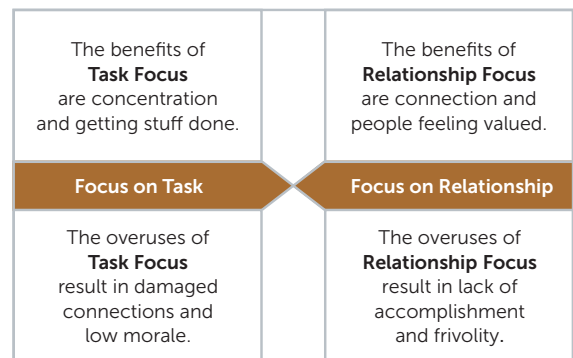 The benefits of
Task Focus
are concentration
and getting stuff done.
The benefits of
Relationship Focus
are connection and
people feeling valued.
Focus on Task
Focus on Relationship
The overuses of
Task Focus
result in damaged
connections and
low morale.
The overuses of
Relationship Focus
result in lack of
accomplishment
and frivolity.